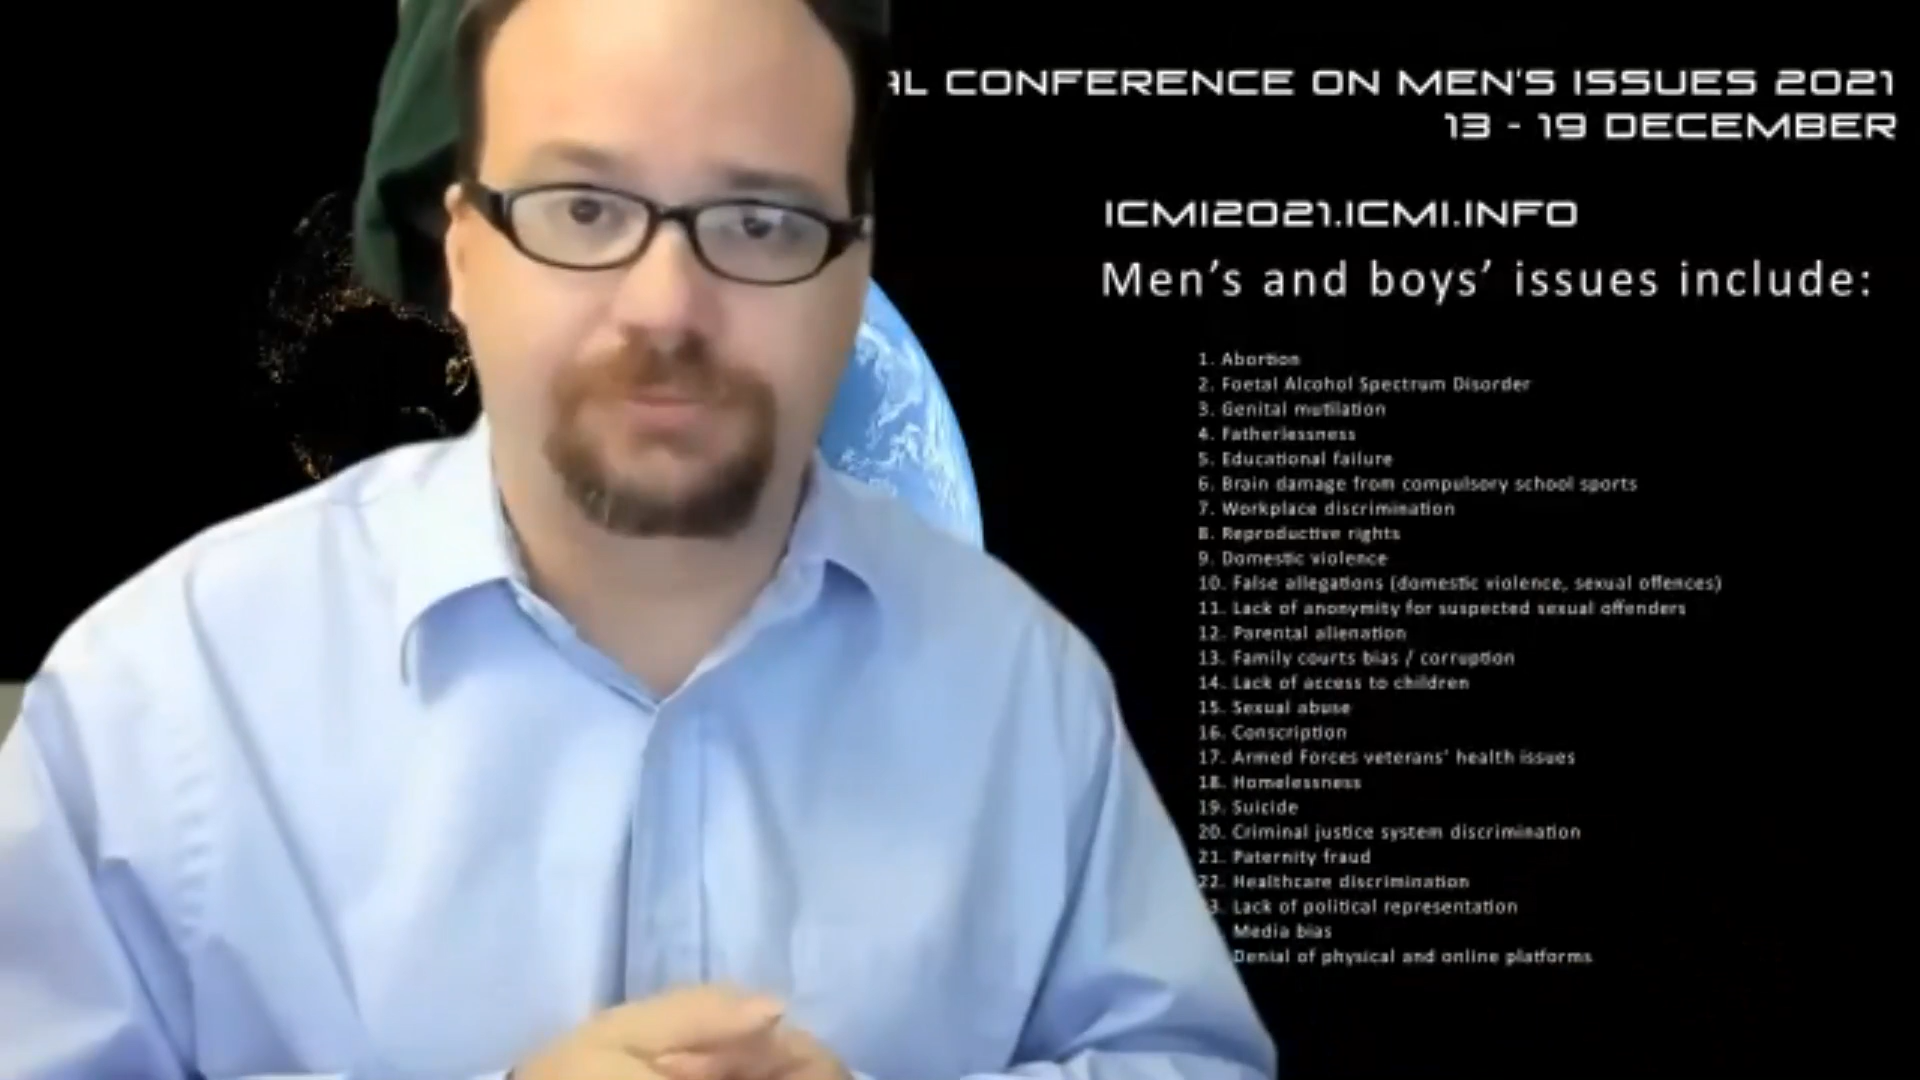 AL CONFERENCE ON MEN'S ISSUES 2021
13 - 19 DECEMBER
ICMI2021.ICMI.INFO
Men's and boys' issues include:
1. Abortion
2. Foetal Alcohol Spectrum Disorder
3. Genital mutilation
4. Fatherlessness
5. Educational failure
6. Brain damage from compulsory school sports
7. Workplace discrimination
8. Reproductive rights
9. Domestic violence
10. False allegations (domestic violence, sexual offences)
11. Lack of anonymity for suspected sexual offenders
12. Parental alienation
13. Family courts bias / corruption
14. Lack of access to children
15. Sexual abuse
16. Conscription
17. Armed Forces veterans' health issues
18. Homelessness
19. Suicide
20. Criminal justice system discrimination
21. Paternity fraud
22. Healthcare discrimination
3. Lack of political representation
Media bias
Denial of physical and online platforms